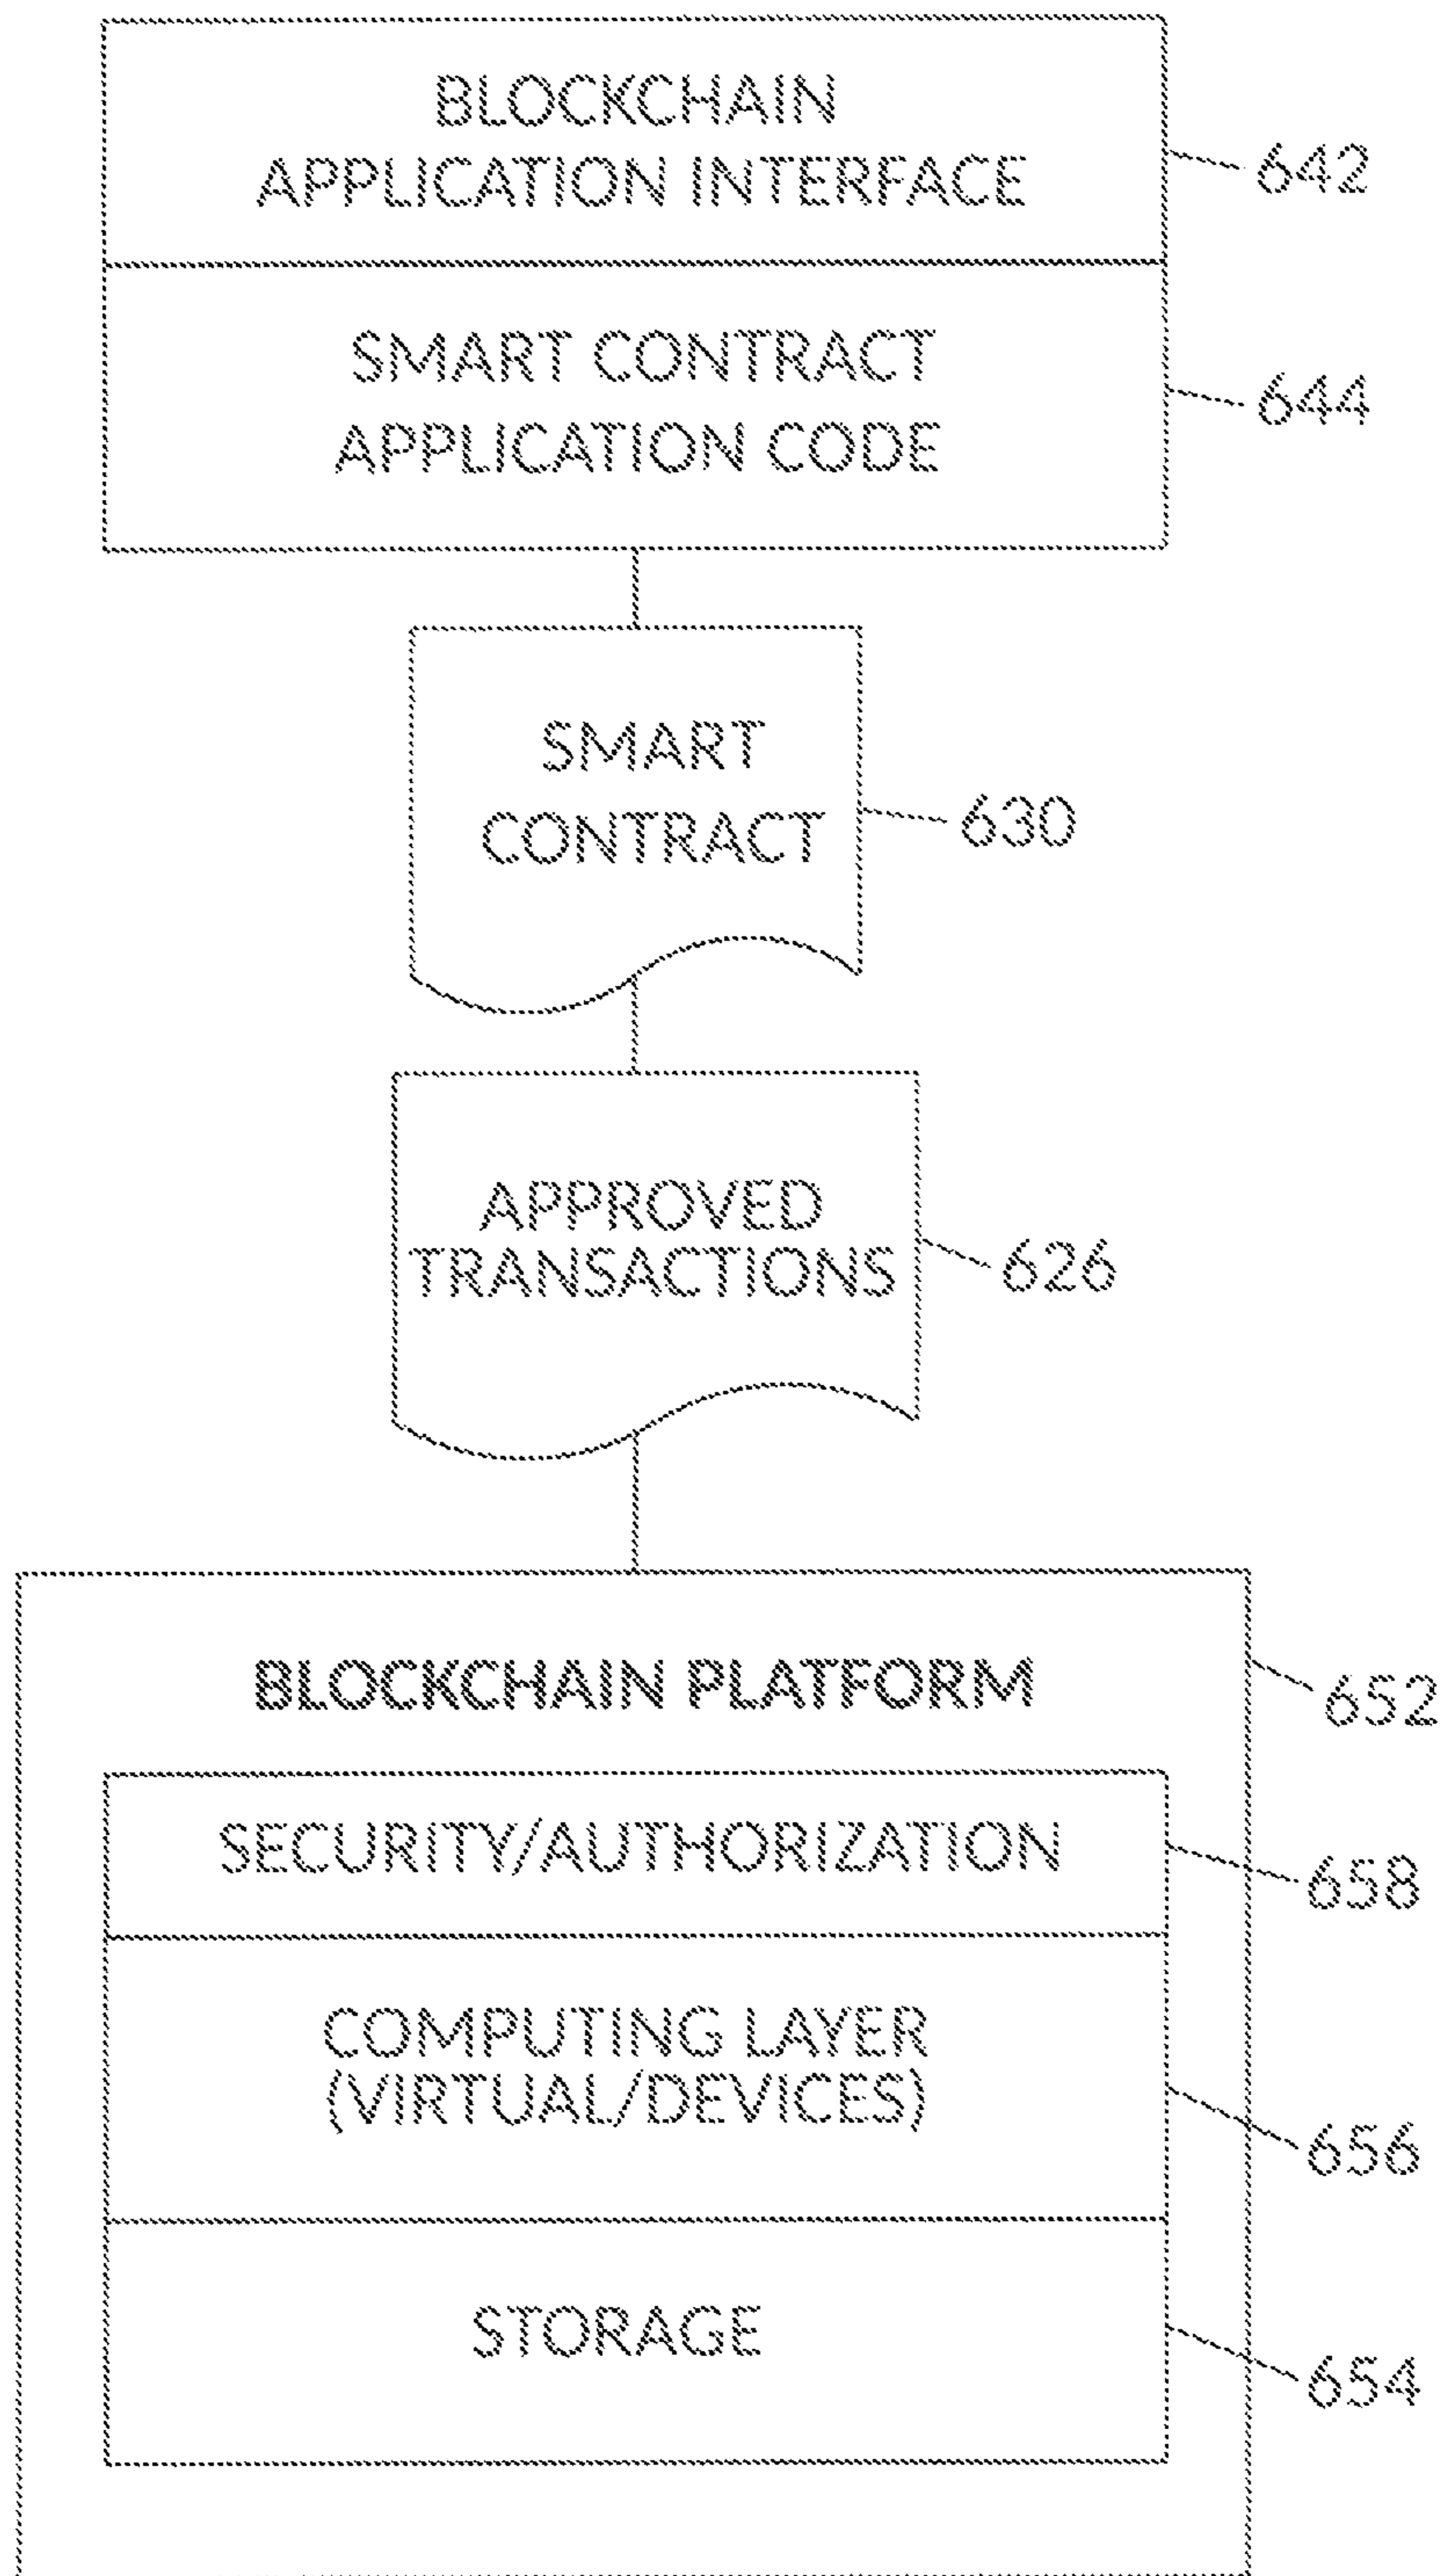 BLOCKCHAIN
APPLICATION INTERFACE
642
SMART CONTRACT
APPLICATION CODE
644
SMART
CONTRACT
630
APPROVED
TRANSACTIONS
626
BLOCKCHAIN PLATFORM
652
SECURITY/AUTHORIZATION
658
COMPUTING LAYER
(VIRTUAL/DEVICES)
656
STORAGE
654